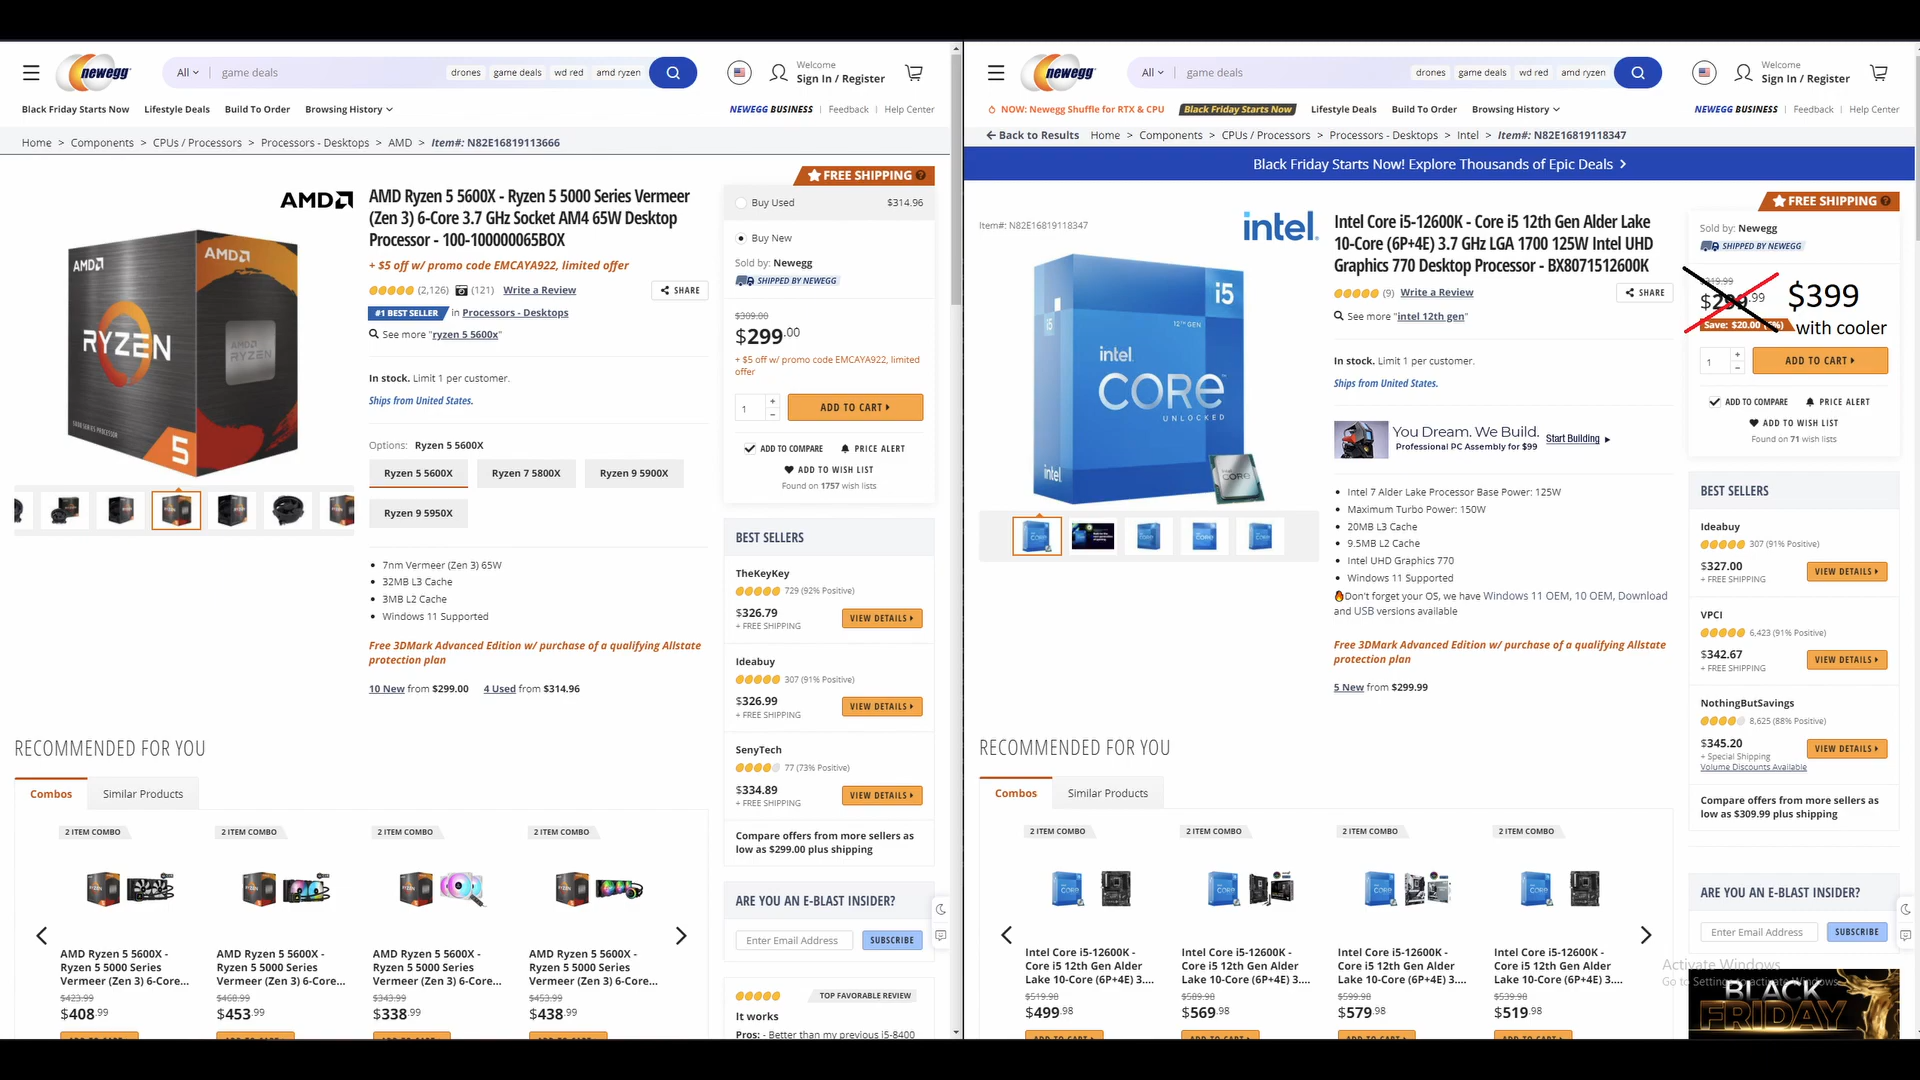 newegg
All
game deals
drones
game deals
wd red
amd ryzen
Welcome
Sign In / Register
Black Friday Starts Now
Lifestyle Deals
Build To Order
Browsing History
NEWEGG BUSINESS | Feedback | Help Center
Home > Components > CPUs / Processors > Processors - Desktops > AMD > Item#: N82E16819113666
AMD
AMD Ryzen 5 5600X - Ryzen 5 5000 Series Vermeer
(Zen 3) 6-Core 3.7 GHz Socket AM4 65W Desktop
Processor - 100-100000065BOX
+ $5 off w/ promo code EMCAYA922, limited offer
(2,126)
(121)
Write a Review
SHARE
#1 BEST SELLER in Processors - Desktops
See more "ryzen 5 5600x"
In stock. Limit 1 per customer.
Ships from United States.
Options: Ryzen 5 5600X
Ryzen 5 5600X
Ryzen 7 5800X
Ryzen 9 5900X
Ryzen 9 5950X
7nm Vermeer (Zen 3) 65W
32MB L3 Cache
3MB L2 Cache
Windows 11 Supported
Free 3DMark Advanced Edition w/ purchase of a qualifying Allstate
protection plan
10 New from $299.00
4 Used from $314.96
AMD
AMD
RYZEN
AMD
RYZEN
5000 SERIES PROCESSOR
5
FREE SHIPPING
Buy Used
$314.96
Buy New
Sold by: Newegg
SHIPPED BY NEWEGG
$309.00
$299.00
+ $5 off w/ promo code EMCAYA922, limited
offer
1
ADD TO CART
ADD TO COMPARE
PRICE ALERT
ADD TO WISH LIST
Found on 1757 wish lists
BEST SELLERS
TheKeyKey
729 (92% Positive)
$326.79
+ FREE SHIPPING
VIEW DETAILS
Ideabuy
307 (91% Positive)
$326.99
+ FREE SHIPPING
VIEW DETAILS
SenyTech
77 (73% Positive)
$334.89
+ FREE SHIPPING
VIEW DETAILS
Compare offers from more sellers as
low as $299.00 plus shipping
ARE YOU AN E-BLAST INSIDER?
Enter Email Address
SUBSCRIBE
TOP FAVORABLE REVIEW
It works
Pros: - Better than my previous i5-8400
RECOMMENDED FOR YOU
Combos
Similar Products
2 ITEM COMBO
AMD Ryzen 5 5600X -
Ryzen 5 5000 Series
Vermeer (Zen 3) 6-Core...
$423.99
$408.99
2 ITEM COMBO
AMD Ryzen 5 5600X -
Ryzen 5 5000 Series
Vermeer (Zen 3) 6-Core...
$468.99
$453.99
2 ITEM COMBO
AMD Ryzen 5 5600X -
Ryzen 5 5000 Series
Vermeer (Zen 3) 6-Core...
$343.99
$338.99
2 ITEM COMBO
AMD Ryzen 5 5600X -
Ryzen 5 5000 Series
Vermeer (Zen 3) 6-Core...
$453.99
$438.99
newegg
All
game deals
drones
game deals
wd red
amd ryzen
Welcome
Sign In / Register
NOW: Newegg Shuffle for RTX & CPU
Black Friday Starts Now
Lifestyle Deals
Build To Order
Browsing History
NEWEGG BUSINESS | Feedback | Help Center
Back to Results
Home > Components > CPUs / Processors > Processors - Desktops > Intel > Item#: N82E16819118347
Black Friday Starts Now! Explore Thousands of Epic Deals
Item#: N82E16819118347
intel.
Intel Core i5-12600K - Core i5 12th Gen Alder Lake
10-Core (6P+4E) 3.7 GHz LGA 1700 125W Intel UHD
Graphics 770 Desktop Processor - BX8071512600K
(9)
Write a Review
SHARE
See more "intel 12th gen"
In stock. Limit 1 per customer.
Ships from United States.
You Dream. We Build.
Professional PC Assembly for $99
Start Building
Intel 7 Alder Lake Processor Base Power: 125W
Maximum Turbo Power: 150W
20MB L3 Cache
9.5MB L2 Cache
Intel UHD Graphics 770
Windows 11 Supported
Don't forget your OS, we have Windows 11 OEM, 10 OEM, Download
and USB versions available
Free 3DMark Advanced Edition w/ purchase of a qualifying Allstate
protection plan
5 New from $299.99
i5
i5
12TH GEN
intel
CORE
UNLOCKED
intel
CORE
FREE SHIPPING
Sold by: Newegg
SHIPPED BY NEWEGG
$319.99
$299.99
Save: $20.00 (6%)
$399
with cooler
1
ADD TO CART
ADD TO COMPARE
PRICE ALERT
ADD TO WISH LIST
Found on 71 wish lists
BEST SELLERS
Ideabuy
307 (91% Positive)
$327.00
+ FREE SHIPPING
VIEW DETAILS
VPCI
6,423 (91% Positive)
$342.67
+ FREE SHIPPING
VIEW DETAILS
NothingButSavings
8,625 (88% Positive)
$345.20
+ Special Shipping
Volume Discounts Available
VIEW DETAILS
Compare offers from more sellers as
low as $309.99 plus shipping
ARE YOU AN E-BLAST INSIDER?
Enter Email Address
SUBSCRIBE
Activate Windows
Go to Settings to activate Windows.
BLACK
FRIDAY
RECOMMENDED FOR YOU
Combos
Similar Products
2 ITEM COMBO
Intel Core i5-12600K -
Core i5 12th Gen Alder
Lake 10-Core (6P+4E) 3....
$519.98
$499.98
2 ITEM COMBO
Intel Core i5-12600K -
Core i5 12th Gen Alder
Lake 10-Core (6P+4E) 3....
$589.98
$569.98
2 ITEM COMBO
Intel Core i5-12600K -
Core i5 12th Gen Alder
Lake 10-Core (6P+4E) 3....
$599.98
$579.98
2 ITEM COMBO
Intel Core i5-12600K -
Core i5 12th Gen Alder
Lake 10-Core (6P+4E) 3....
$539.98
$519.98